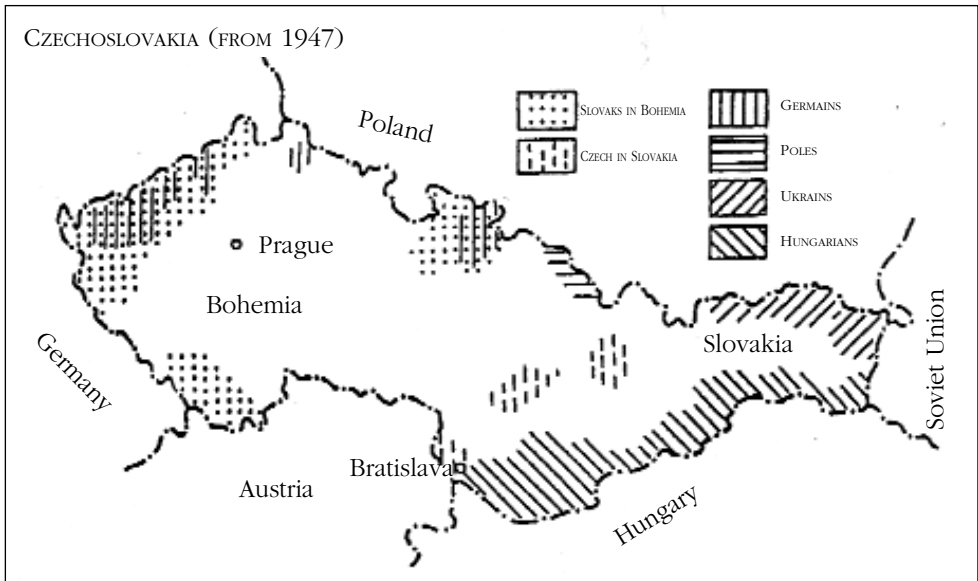 CZECHOSLOVAKIA (FROM 1947)
Poland
SLOVAKS IN BOHEMIA
CZECH IN SLOVAKIA
GERMAINS
POLES
UKRAINS
HUNGARIANS
Prague
Bohemia
Germany
Slovakia
Soviet Union
Bratislava
Austria
Hungary